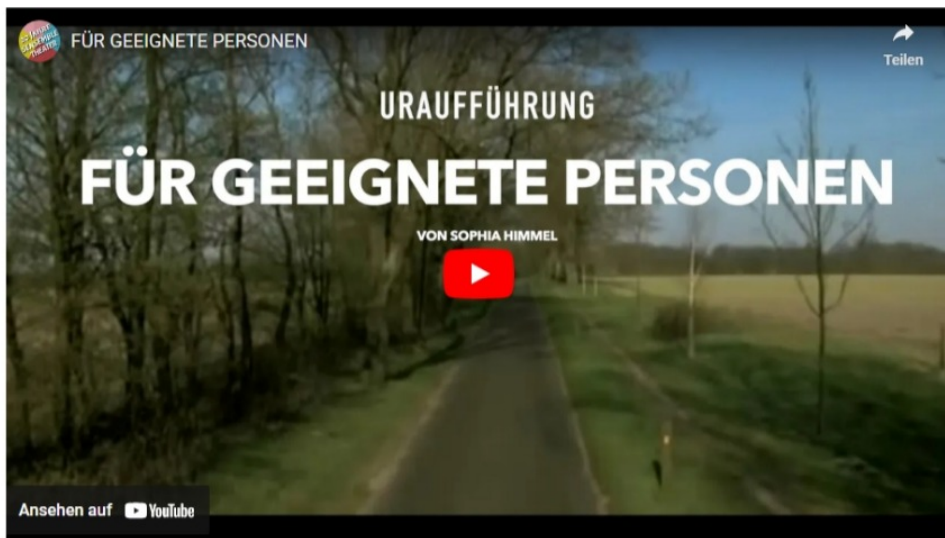 FÜR GEEIGNETE PERSONEN
Teilen
URAUFFÜHRUNG
FÜR GEEIGNETE PERSONEN
VON SOPHIA HIMMEL
Ansehen auf YouTube